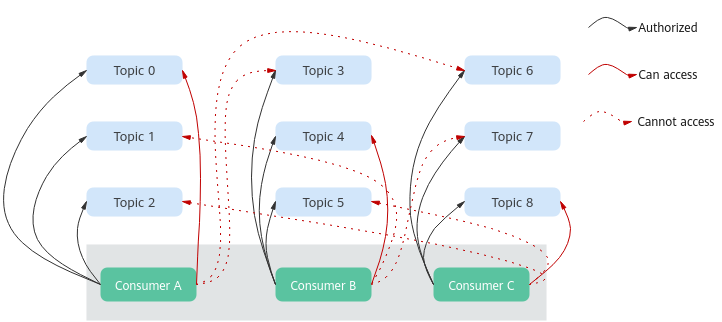 Authorized
Topic 0
Topic 3
Topic 6
Can access
Topic 1
Topic 4
Topic 7
Cannot access
Topic 2
Topic 5
Topic 8
Consumer A
Consumer B
Consumer C